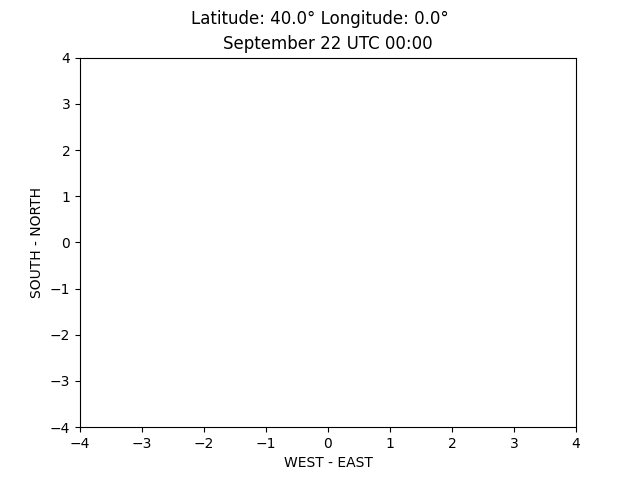 Latitude: 40.0° Longitude: 0.0°
September 22 UTC 00:00
4
3
2
1
0
−1
−2
−3
−4
SOUTH - NORTH
−4 −3 −2 −1 0 1 2 3 4
WEST - EAST